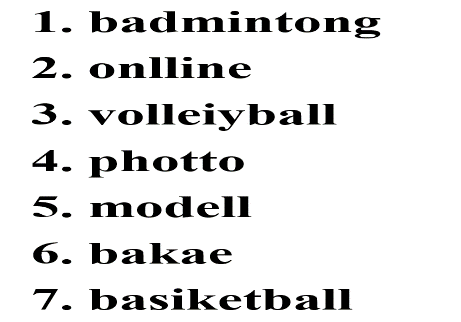 1. badmintong
2. onlline
3. volleiyball
4. photto
5. modell
6. bakae
7. basiketball